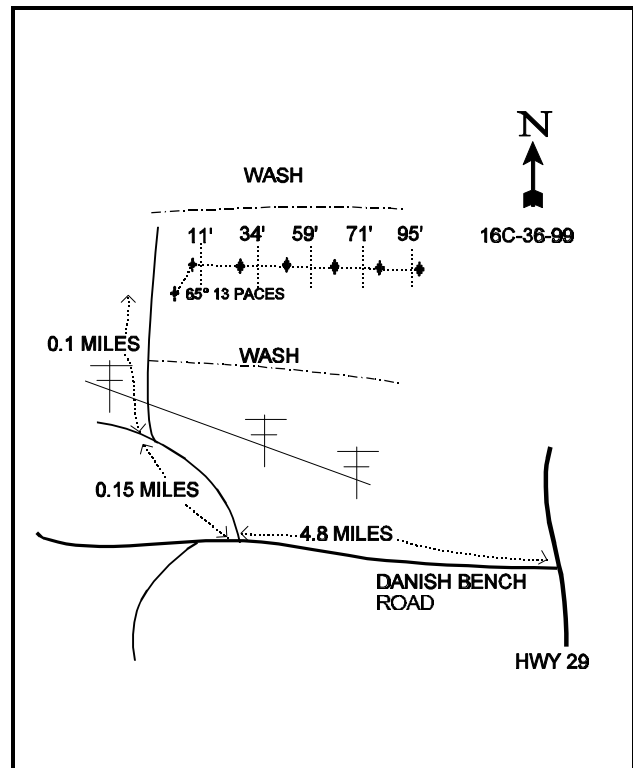 N
WASH
11' 34' 59' 71' 95'
16C-36-99
65° 13 PACES
0.1 MILES
WASH
0.15 MILES
4.8 MILES
DANISH BENCH
ROAD
HWY 29